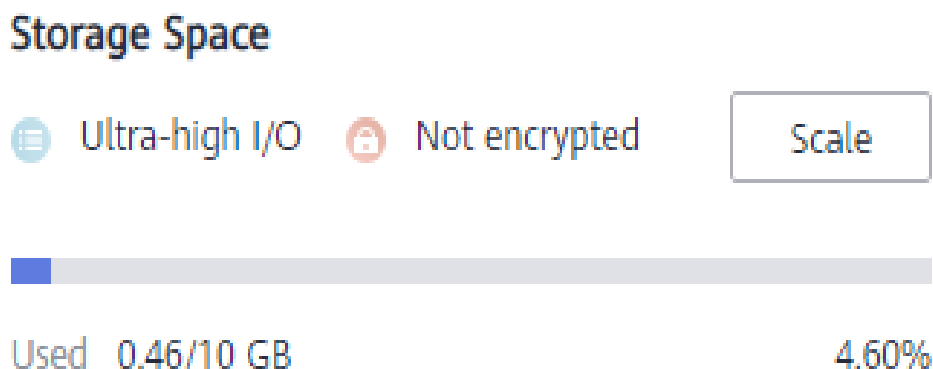 Storage Space
Ultra-high I/O Not encrypted Scale
Used 0.46/10 GB 4.60%